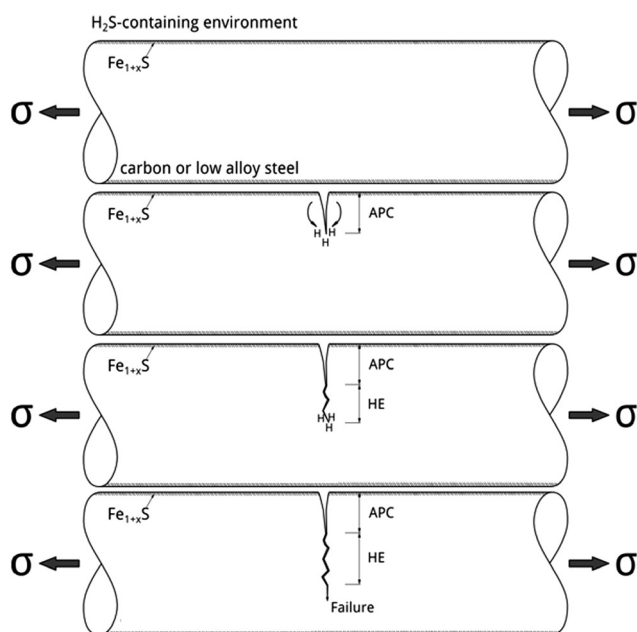 H₂S-containing environment
Fe₁₊ₓS
σ σ
carbon or low alloy steel
Fe₁₊ₓS
APC
H H
H
σ σ
Fe₁₊ₓS
APC
HE
H H
H
σ σ
Fe₁₊ₓS
APC
HE
σ σ
Failure